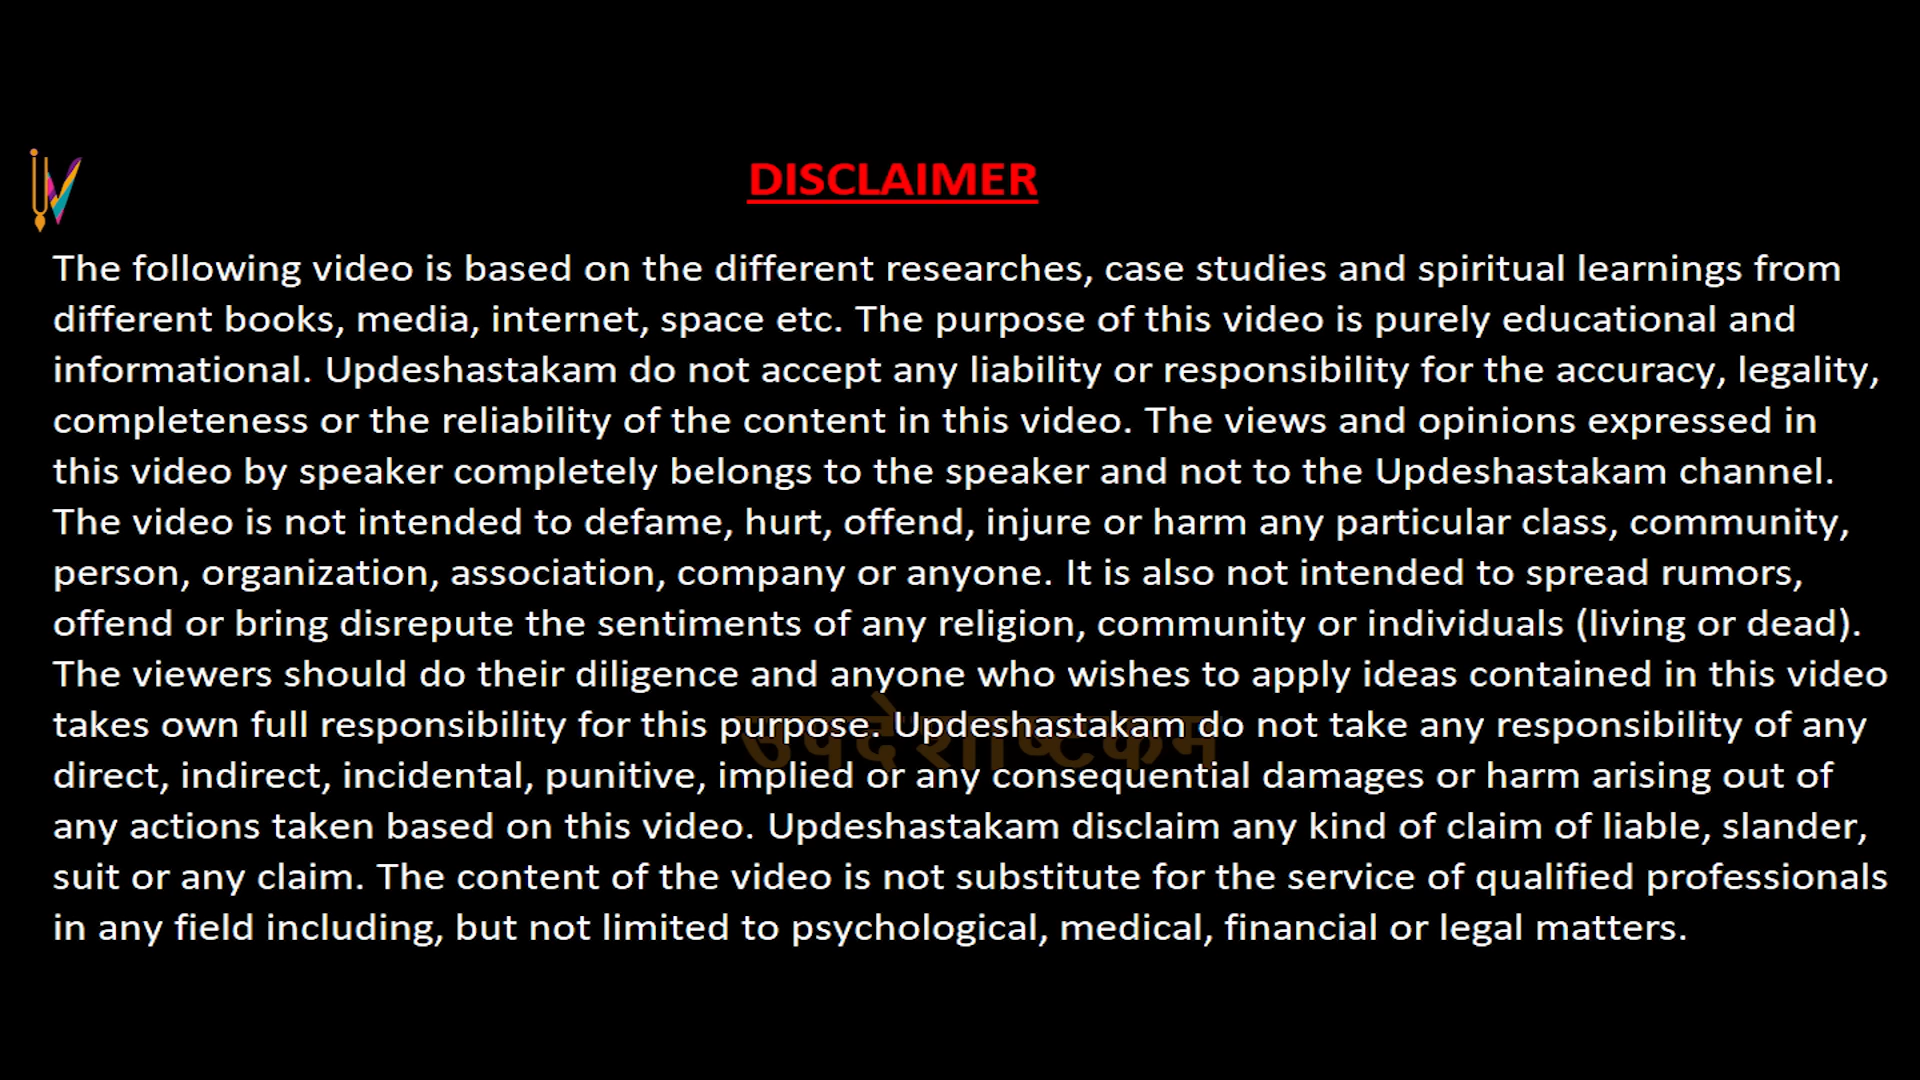 DISCLAIMER
The following video is based on the different researches, case studies and spiritual learnings from
different books, media, internet, space etc. The purpose of this video is purely educational and
informational. Updeshastakam do not accept any liability or responsibility for the accuracy, legality,
completeness or the reliability of the content in this video. The views and opinions expressed in
this video by speaker completely belongs to the speaker and not to the Updeshastakam channel.
The video is not intended to defame, hurt, offend, injure or harm any particular class, community,
person, organization, association, company or anyone. It is also not intended to spread rumors,
offend or bring disrepute the sentiments of any religion, community or individuals (living or dead).
The viewers should do their diligence and anyone who wishes to apply ideas contained in this video
takes own full responsibility for this purpose. Updeshastakam do not take any responsibility of any
उपदेशाष्टकम
direct, indirect, incidental, punitive, implied or any consequential damages or harm arising out of
any actions taken based on this video. Updeshastakam disclaim any kind of claim of liable, slander,
suit or any claim. The content of the video is not substitute for the service of qualified professionals
in any field including, but not limited to psychological, medical, financial or legal matters.